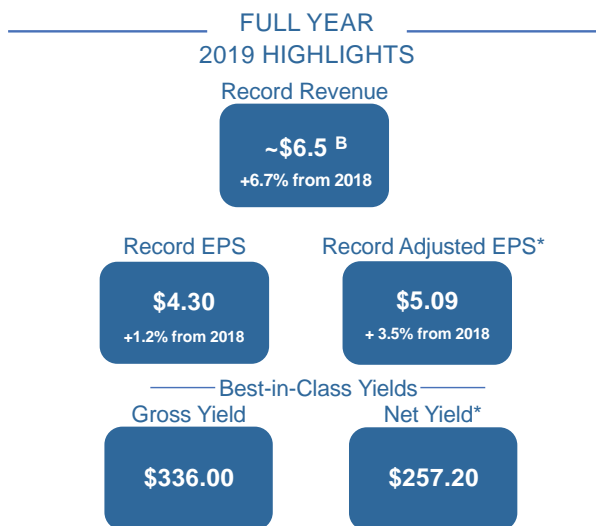 FULL YEAR
2019 HIGHLIGHTS
Record Revenue
~$6.5 B
+6.7% from 2018
Record EPS
$4.30
+1.2% from 2018
Record Adjusted EPS*
$5.09
+ 3.5% from 2018
Best-in-Class Yields
Gross Yield
$336.00
Net Yield*
$257.20